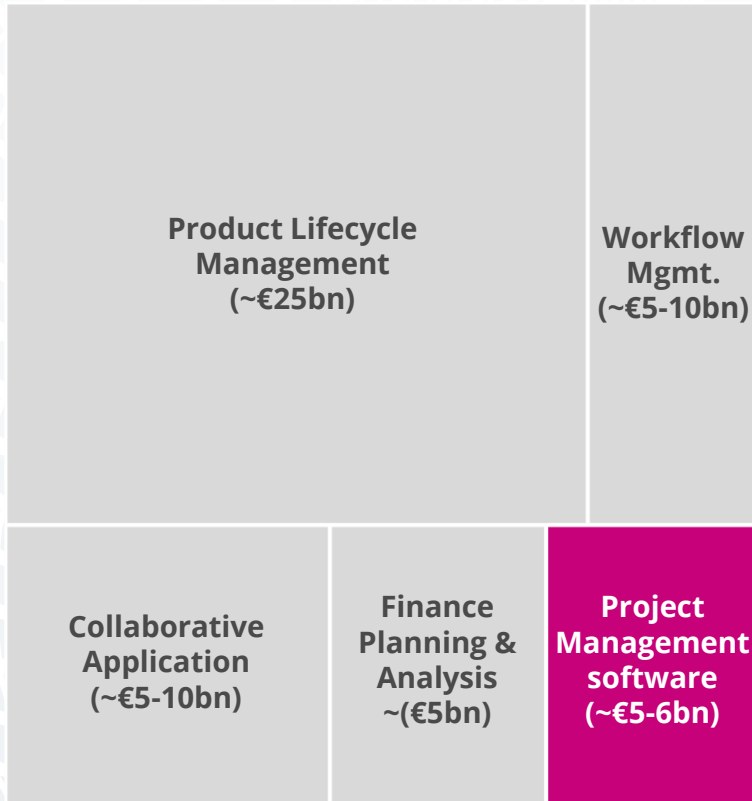 Product Lifecycle
Management
(~€25bn)
Workflow
Mgmt.
(~€5-10bn)
Collaborative
Application
(~€5-10bn)
Finance
Planning &
Analysis
~(€5bn)
Project
Management
software
(~€5-6bn)